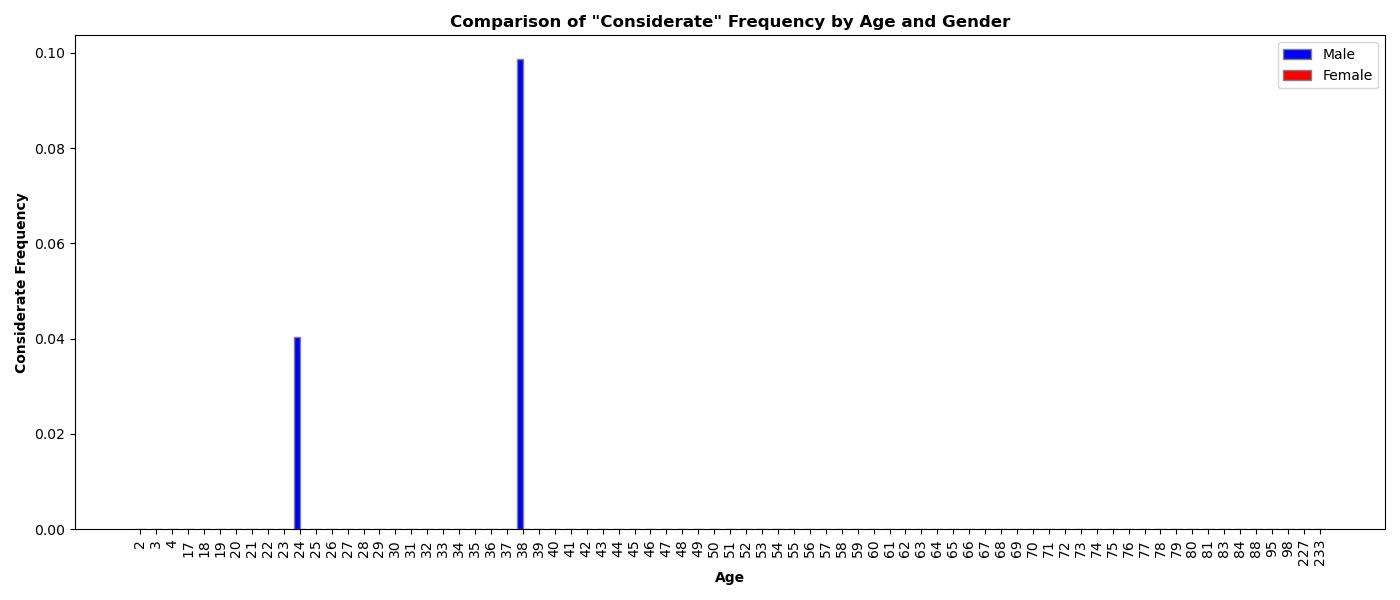 Comparison of "Considerate" Frequency by Age and Gender
Male
Female
0.10
0.08
0.06
0.04
0.02
0.00
Considerate Frequency
2 3 4 17 18 19 20 21 22 23 24 25 26 27 28 29 30 31 32 33 34 35 36 37 38 39 40 41 42 43 44 45 46 47 48 49 50 51 52 53 54 55 56 57 58 59 60 61 62 63 64 65 66 67 68 69 70 71 72 73 74 75 76 77 78 79 80 81 83 84 88 95 98 227 233
Age